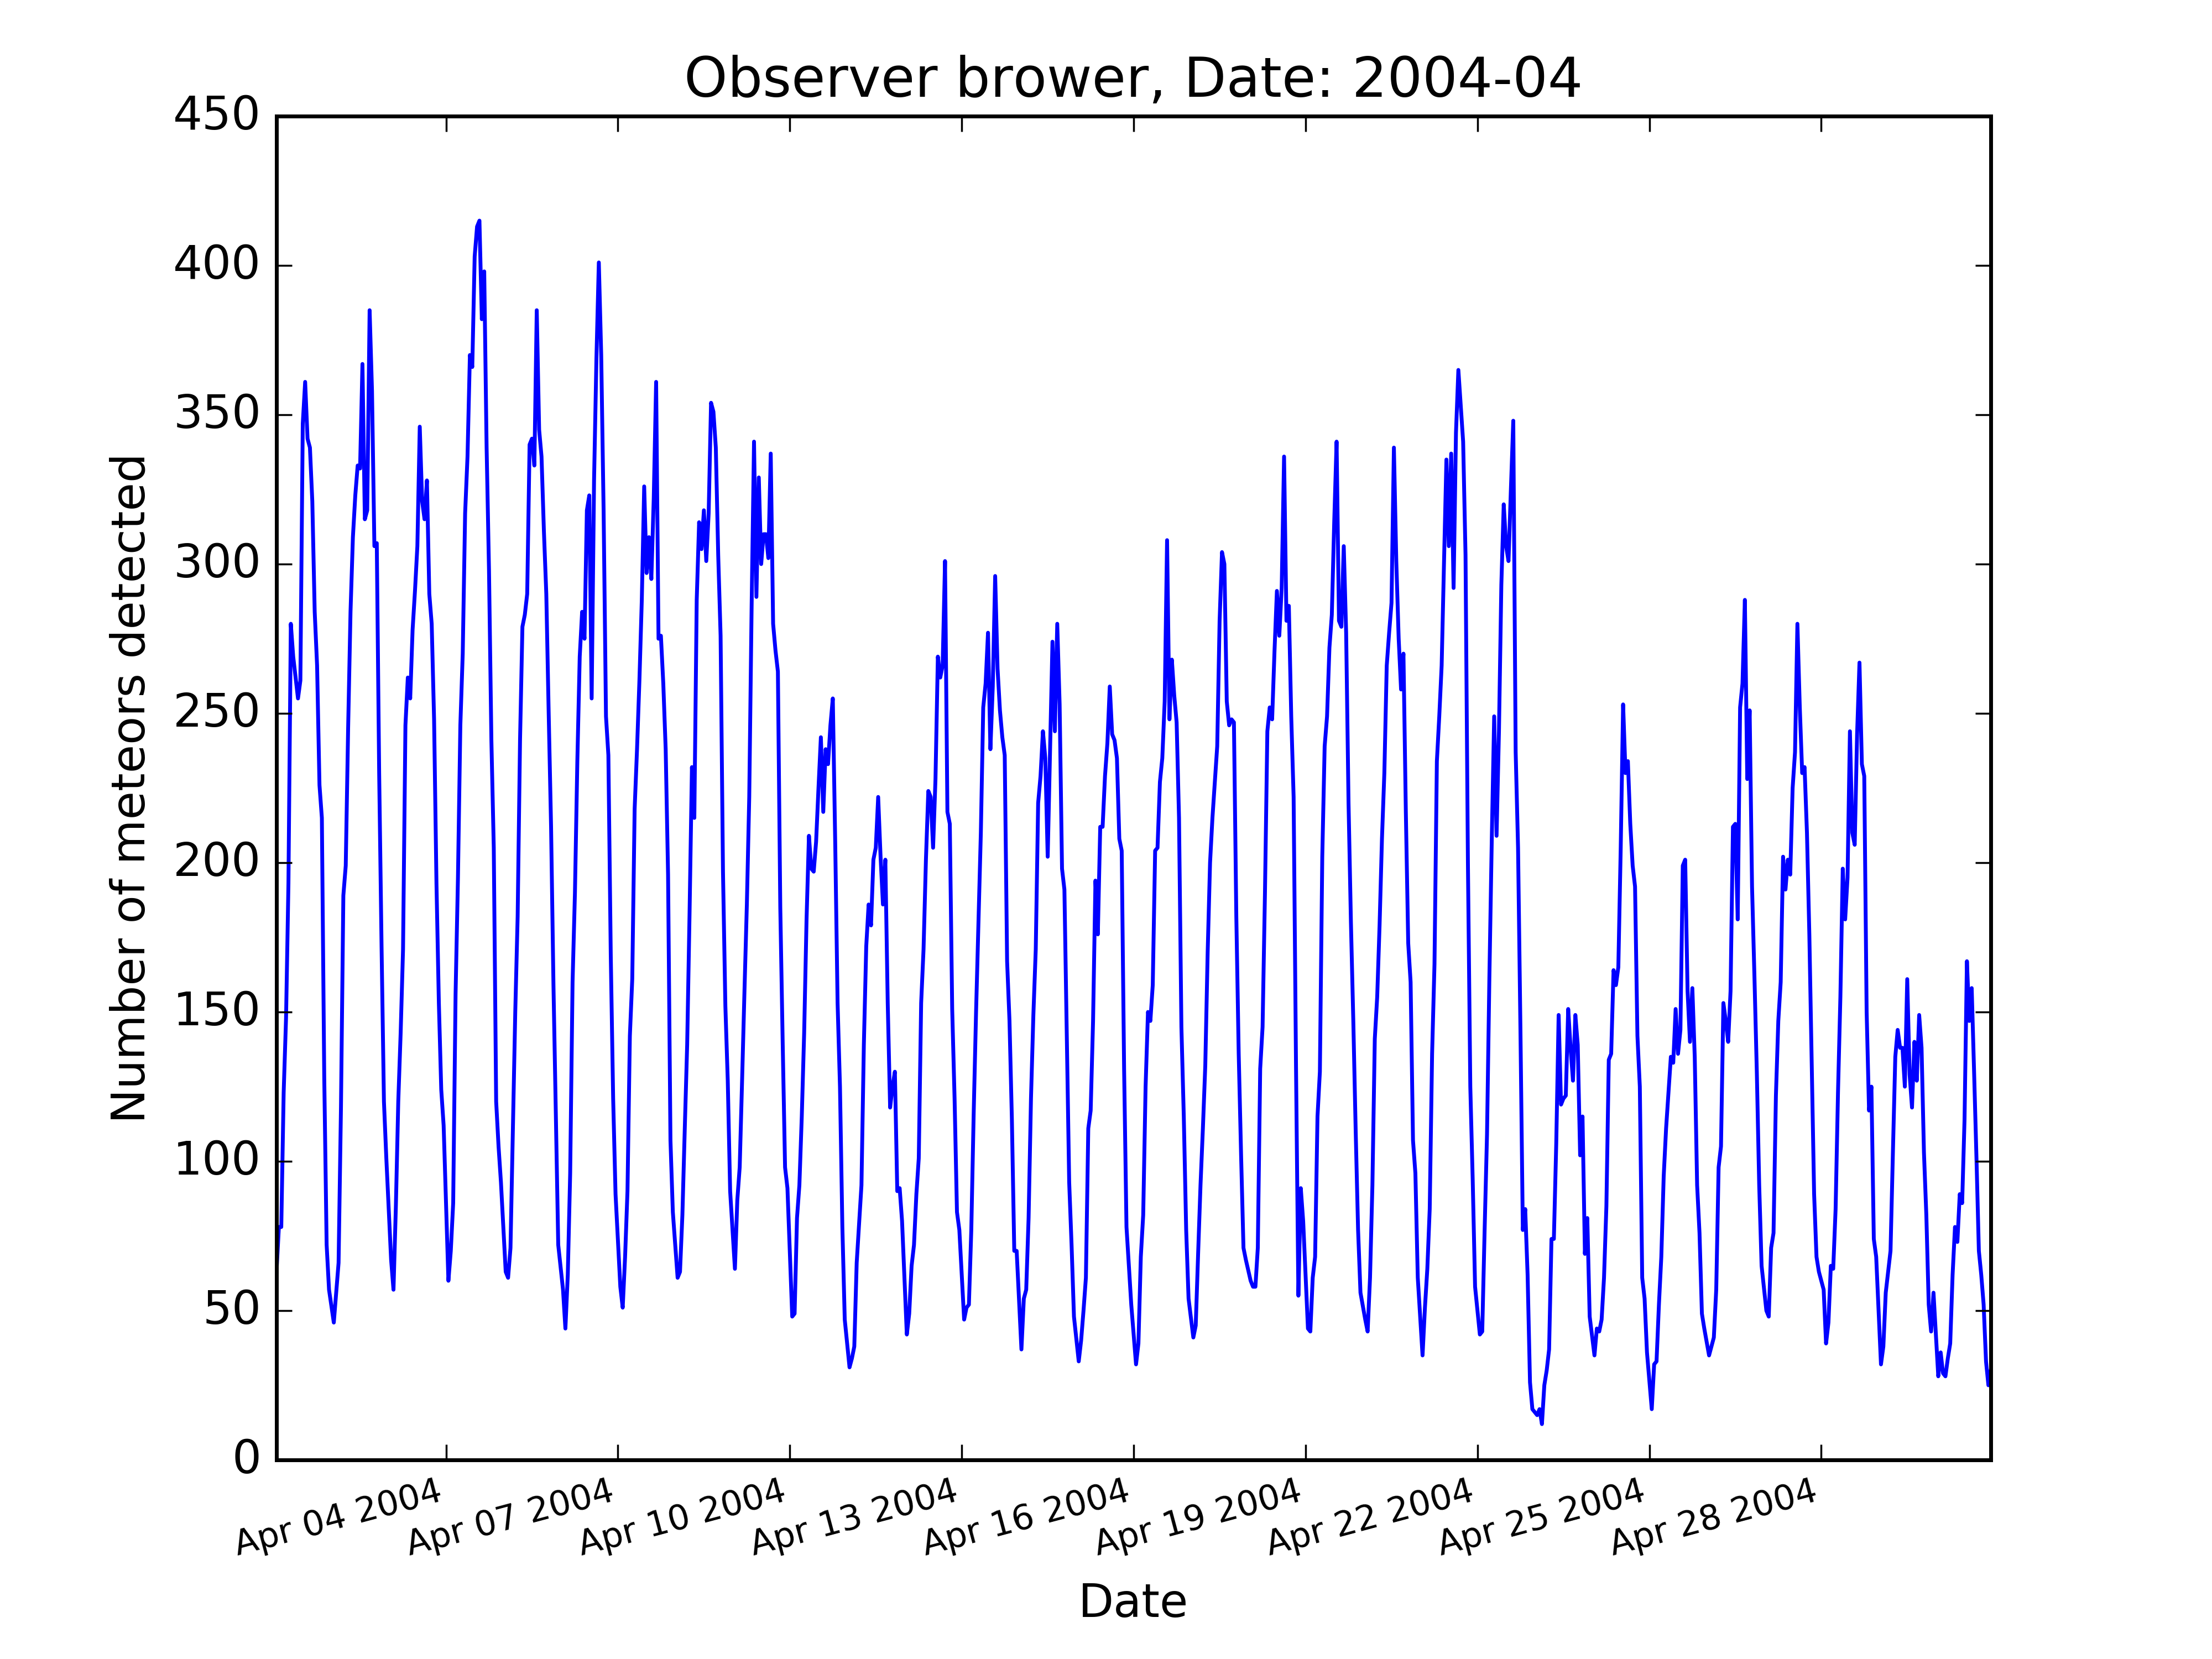 Observer brower, Date: 2004-04
450
400
350
300
250
200
150
100
50
0
Number of meteors detected
Apr 04 2004
Apr 07 2004
Apr 10 2004
Apr 13 2004
Apr 16 2004
Apr 19 2004
Apr 22 2004
Apr 25 2004
Apr 28 2004
Date